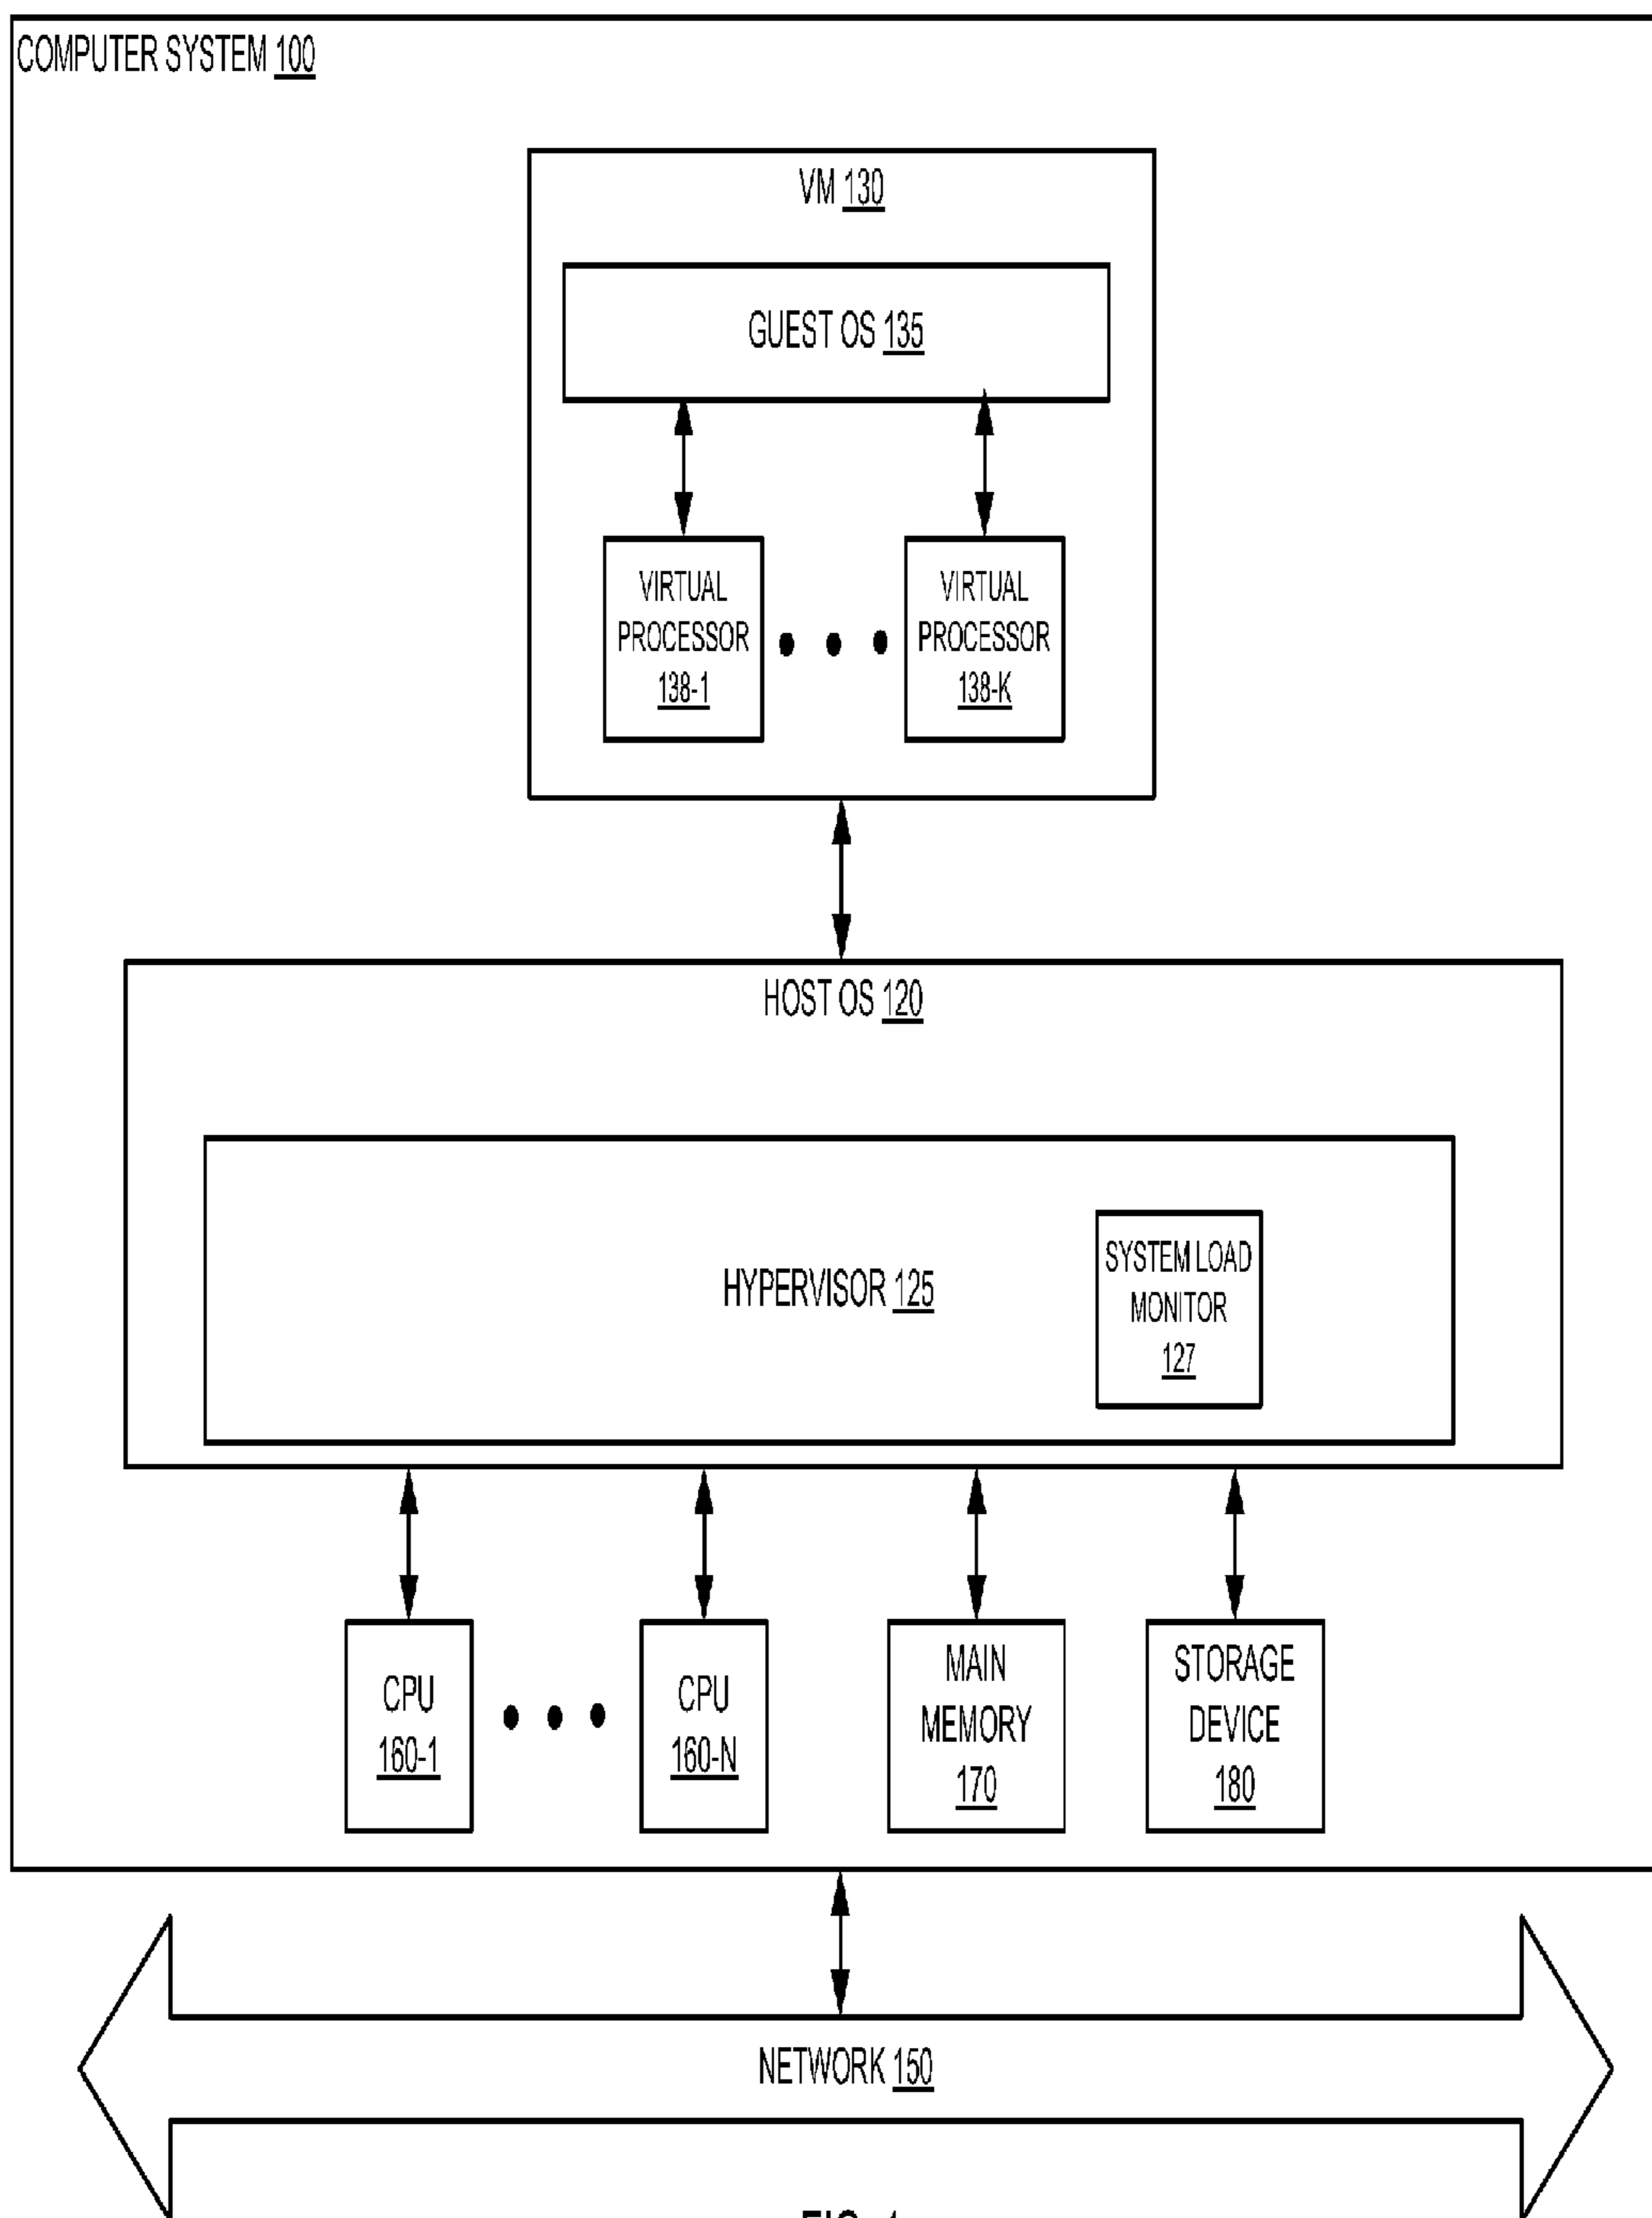 COMPUTER SYSTEM 100
VM 130
GUEST OS 135
VIRTUAL
PROCESSOR
138-1
VIRTUAL
PROCESSOR
138-K
HOST OS 120
HYPERVISOR 125
SYSTEM LOAD
MONITOR
127
CPU
160-1
CPU
160-N
MAIN
MEMORY
170
STORAGE
DEVICE
180
NETWORK 150